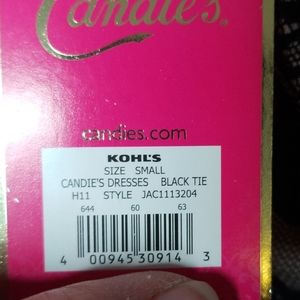 Candie's®
candies.com
KOHL'S
SIZE SMALL
CANDIE'S DRESSES BLACK TIE
H11 STYLE JAC1113204
644 60 63
4 00945 30914 3